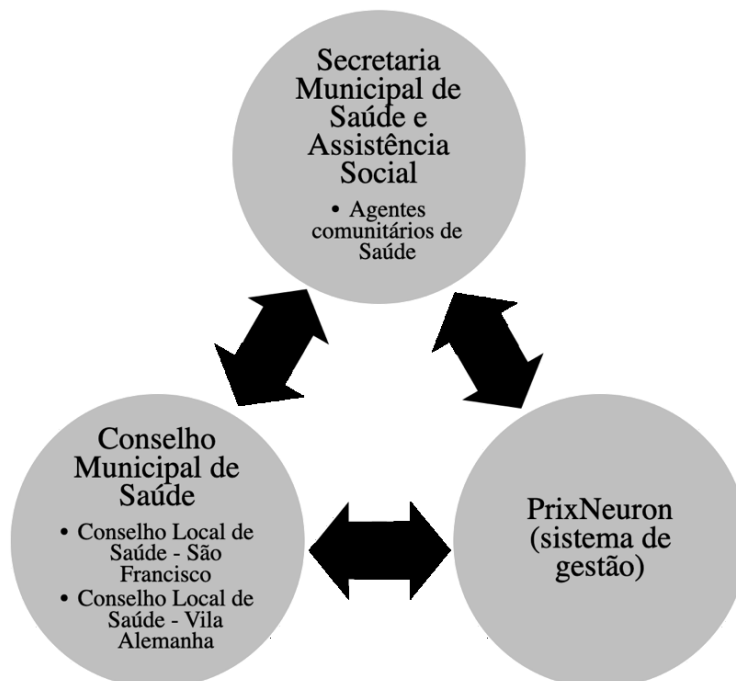 Secretaria
Municipal de
Saúde e
Assistência
Social
• Agentes
comunitários de
Saúde
Conselho
Municipal de
Saúde
• Conselho Local de
Saúde - São
Francisco
• Conselho Local de
Saúde - Vila
Alemanha
PrixNeuron
(sistema de
gestão)